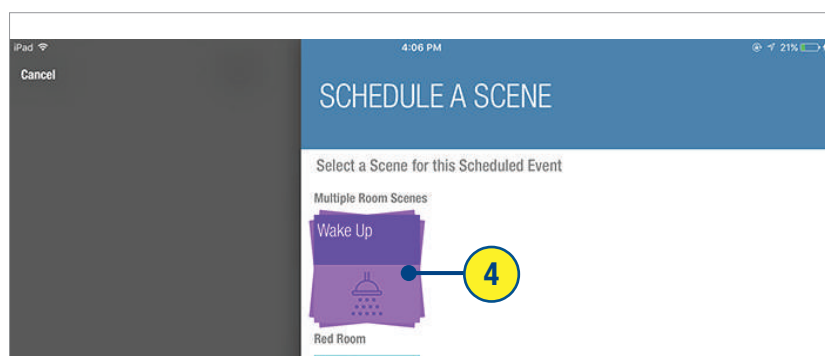 iPad 4:06 PM 21%
Cancel
SCHEDULE A SCENE
Select a Scene for this Scheduled Event
Multiple Room Scenes
Wake Up
4
Red Room